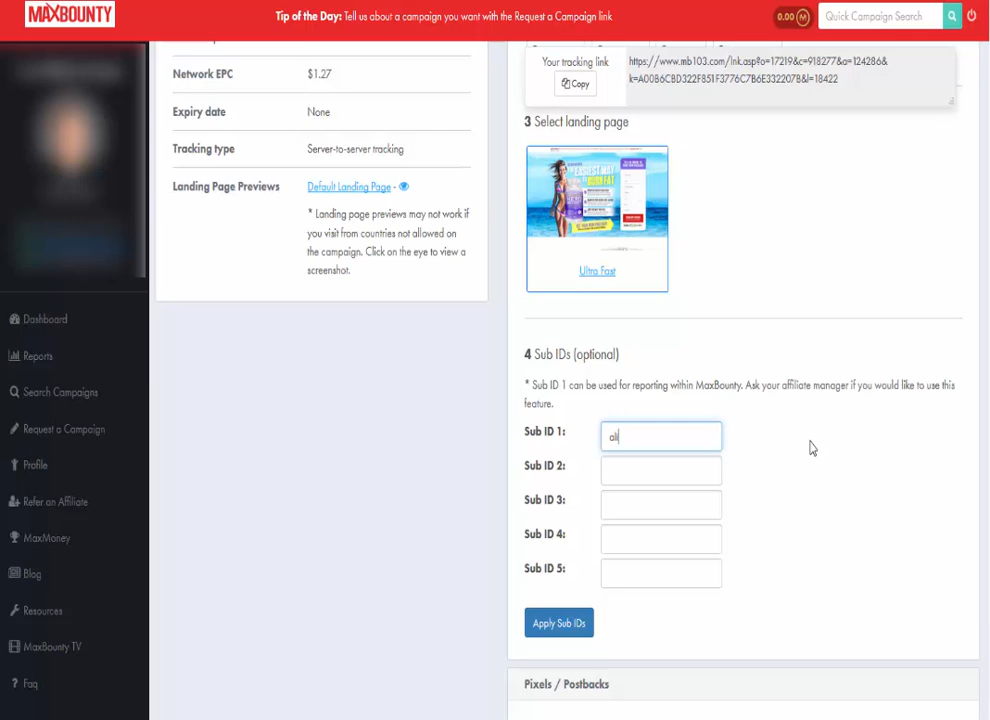 MAXBOUNTY
Tip of the Day: Tell us about a campaign you want with the Request a Campaign link
0.00
Quick Campaign Search
Dashboard
Reports
Search Campaigns
Request a Campaign
Profile
Refer an Affiliate
MaxMoney
Blog
Resources
MaxBounty TV
Faq
Network EPC
$1.27
Expiry date
None
Tracking type
Server-to-server tracking
Landing Page Previews
Default Landing Page -
* Landing page previews may not work if
you visit from countries not allowed on
the campaign. Click on the eye to view a
screenshot.
Your tracking link
Copy
https://www.mb103.com/lnk.asp?o=17219&c=918277&a=124286&
k=A00B6CBD322F851F3776C7B6E332207B&l=18422
3 Select landing page
EASIEST WAY
BURN FAT
Ultra Fast
4 Sub IDs (optional)
* Sub ID 1 can be used for reporting within MaxBounty. Ask your affiliate manager if you would like to use this
feature.
Sub ID 1:
ali
Sub ID 2:
Sub ID 3:
Sub ID 4:
Sub ID 5:
Apply Sub IDs
Pixels / Postbacks